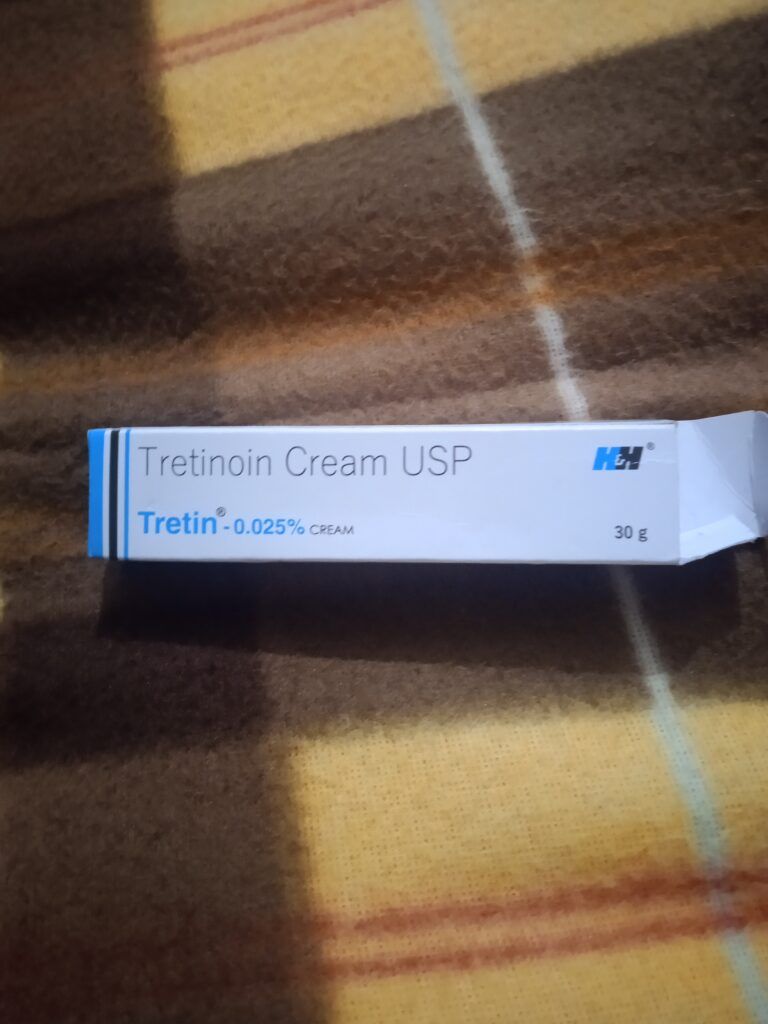 Tretinoin Cream USP
H&H®
Tretin®-0.025% CREAM
30 g